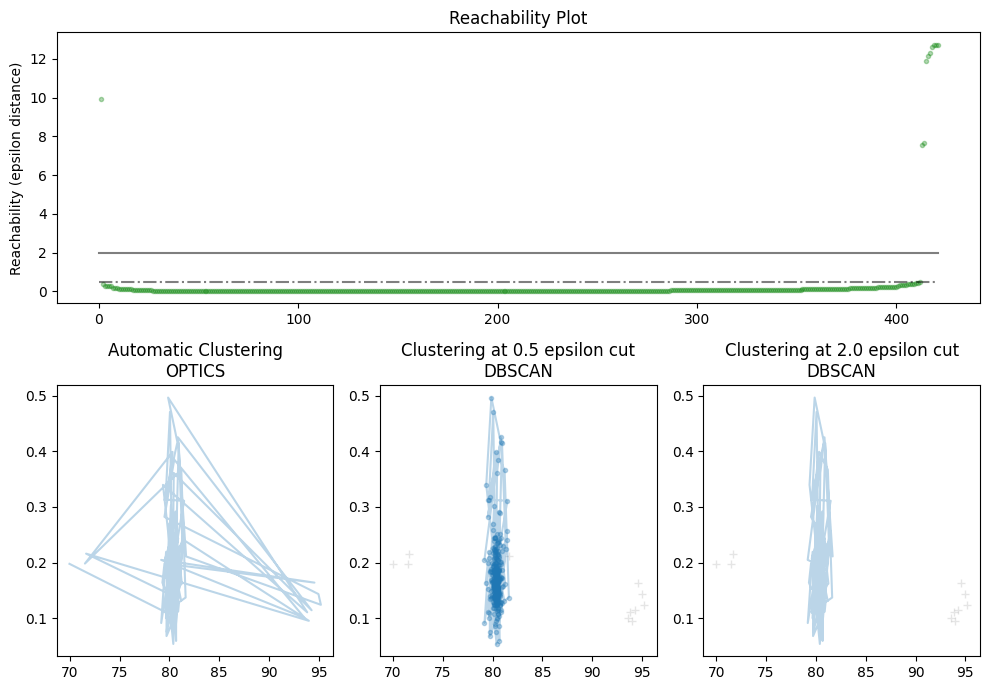 Reachability Plot
Reachability (epsilon distance)
12
10
8
6
4
2
0
0 100 200 300 400
Automatic Clustering
OPTICS
Clustering at 0.5 epsilon cut
DBSCAN
Clustering at 2.0 epsilon cut
DBSCAN
0.5
0.4
0.3
0.2
0.1
70 75 80 85 90 95
0.5
0.4
0.3
0.2
0.1
70 75 80 85 90 95
0.5
0.4
0.3
0.2
0.1
70 75 80 85 90 95